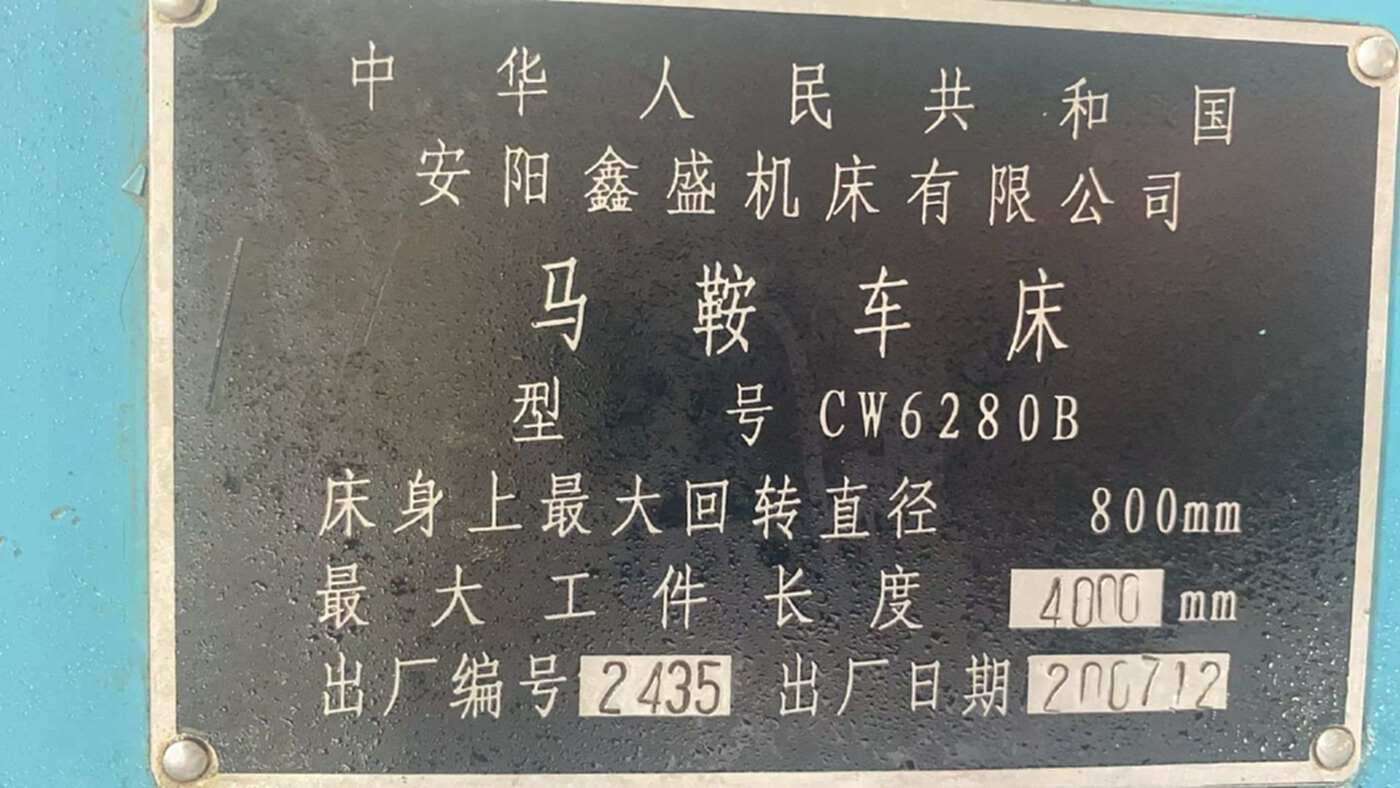 中华人民共和国
安阳鑫盛机床有限公司
马鞍车床
型号 CW6280B
床身上最大回转直径 800mm
最大工件长度 4000 mm
出厂编号 2435 出厂日期 200712